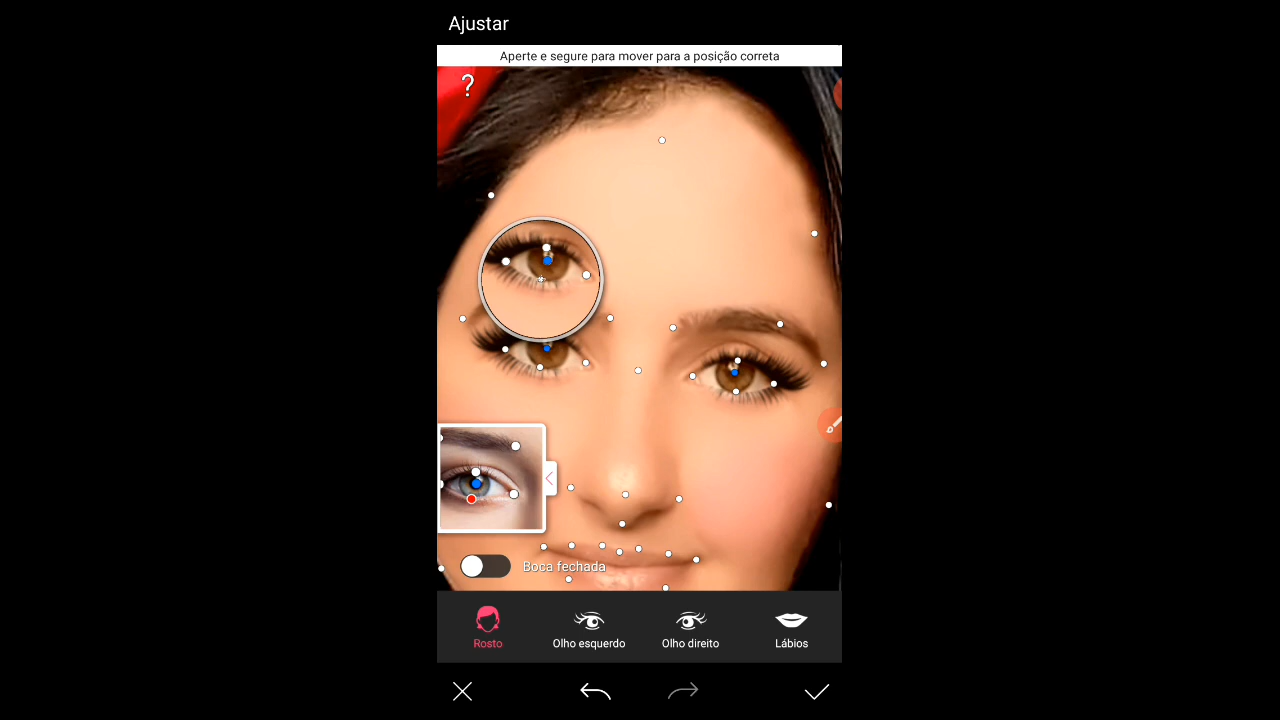 Ajustar
Aperte e segure para mover para a posição correta
?
Boca fechada
Rosto
Olho esquerdo
Olho direito
Lábios